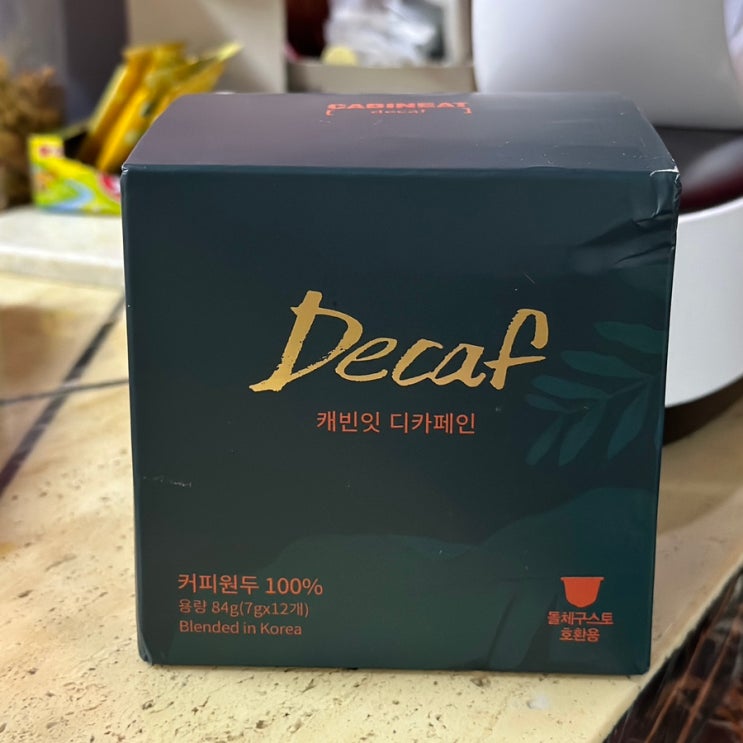 CABINEAT
[ decaf ]
Decaf
캐빈잇 디카페인
커피원두 100%
용량 84g(7gx12개)
Blended in Korea
돌체구스토
호환용